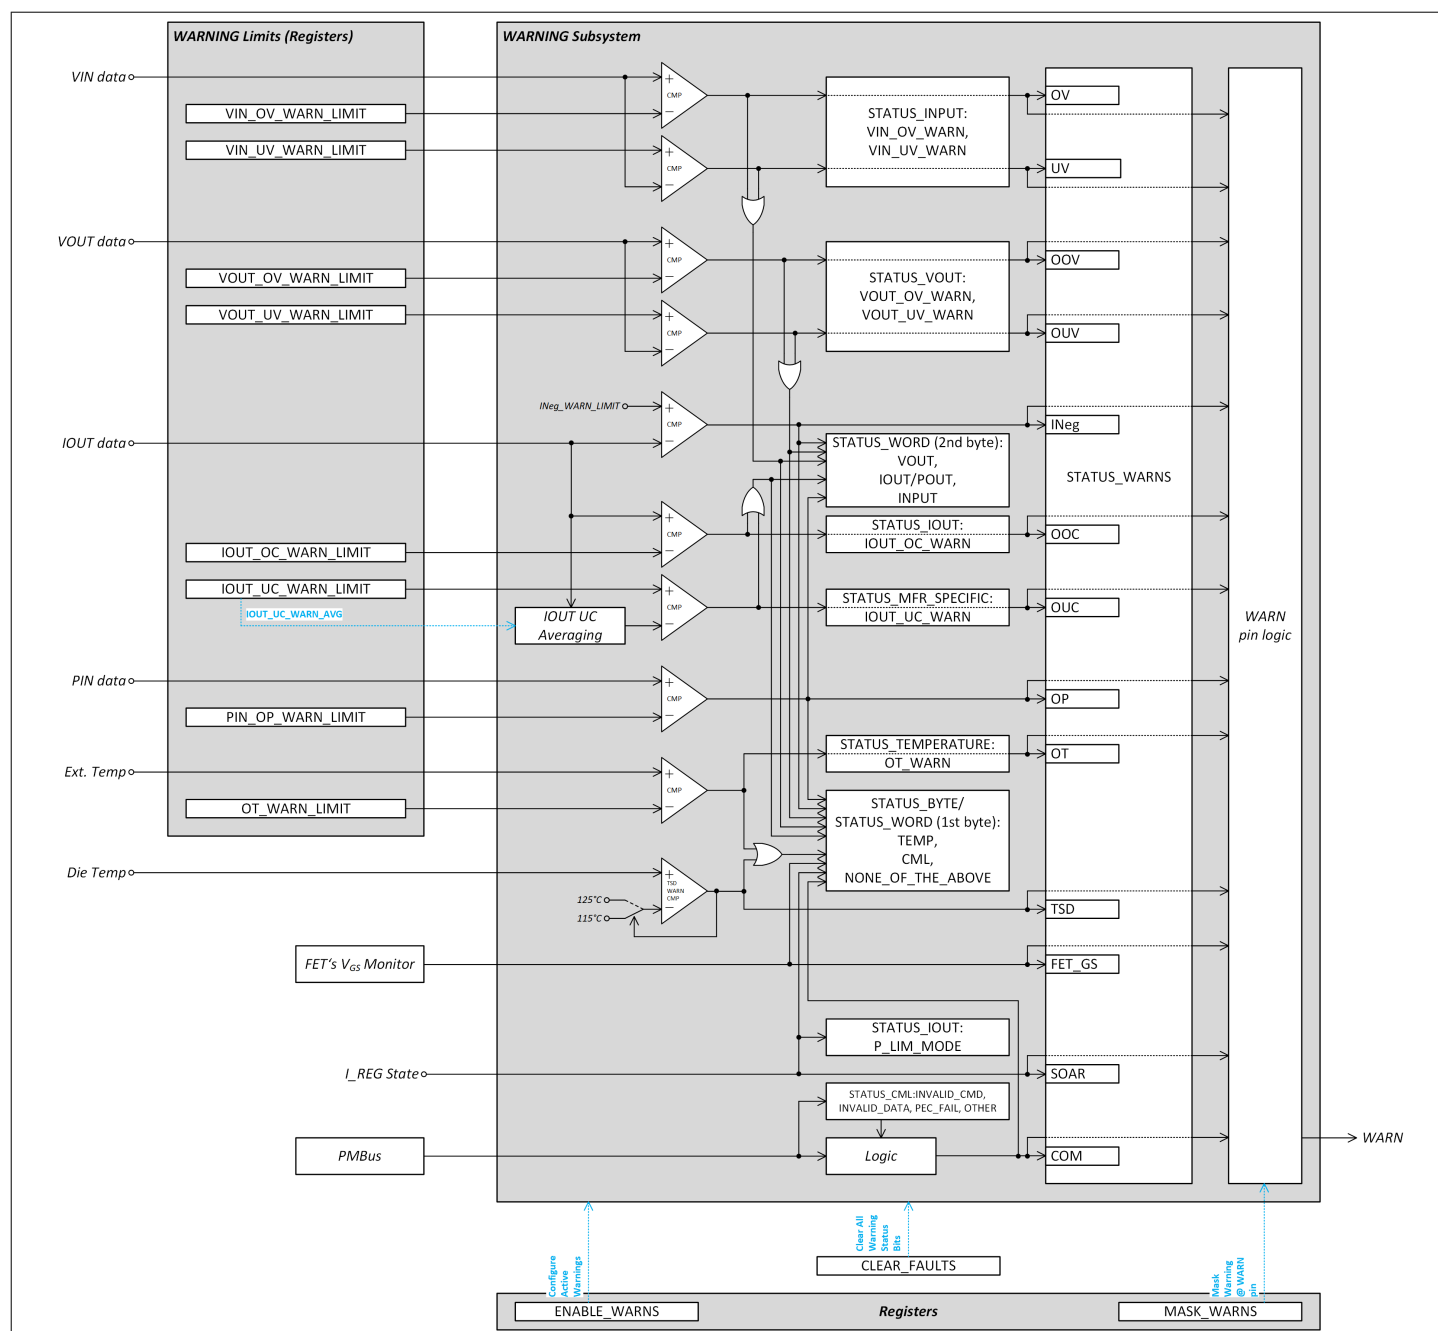 WARNING Limits (Registers)
WARNING Subsystem
VIN data
+
CMP
−
OV
VIN_OV_WARN_LIMIT
STATUS_INPUT:
VIN_OV_WARN,
VIN_UV_WARN
VIN_UV_WARN_LIMIT
+
CMP
−
UV
VOUT data
+
CMP
−
OOV
VOUT_OV_WARN_LIMIT
STATUS_VOUT:
VOUT_OV_WARN,
VOUT_UV_WARN
VOUT_UV_WARN_LIMIT
+
CMP
−
OUV
INeg_WARN_LIMIT
+
CMP
−
INeg
IOUT data
STATUS_WORD (2nd byte):
VOUT,
IOUT/POUT,
INPUT
STATUS_WARNS
+
CMP
−
STATUS_IOUT:
IOUT_OC_WARN
OOC
IOUT_OC_WARN_LIMIT
IOUT_UC_WARN_LIMIT
+
CMP
−
STATUS_MFR_SPECIFIC:
IOUT_UC_WARN
OUC
IOUT_UC_WARN_AVG
IOUT UC
Averaging
WARN
pin logic
PIN data
+
CMP
−
OP
PIN_OP_WARN_LIMIT
STATUS_TEMPERATURE:
OT_WARN
OT
Ext. Temp
+
CMP
−
OT_WARN_LIMIT
STATUS_BYTE/
STATUS_WORD (1st byte):
TEMP,
CML,
NONE_OF_THE_ABOVE
Die Temp
+
TSD
WARN
CMP
−
125°C
115°C
TSD
FET‘s VGS Monitor
FET_GS
STATUS_IOUT:
P_LIM_MODE
I_REG State
SOAR
STATUS_CML:INVALID_CMD,
INVALID_DATA, PEC_FAIL, OTHER
PMBus
Logic
COM
WARN
Configure
Active
Warnings
Clear All
Warning
Status
Bits
Mask
Warning
@ WARN
pin
CLEAR_FAULTS
ENABLE_WARNS
Registers
MASK_WARNS